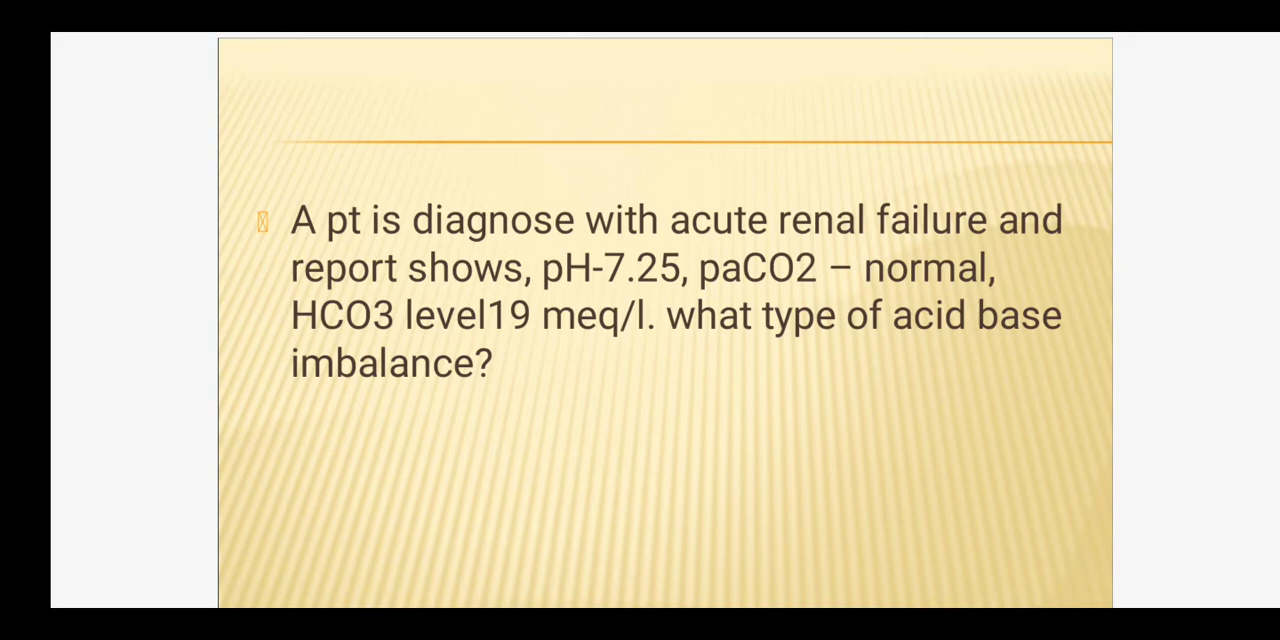 A pt is diagnose with acute renal failure and
report shows, pH-7.25, paCO2 – normal,
HCO3 level19 meq/l. what type of acid base
imbalance?